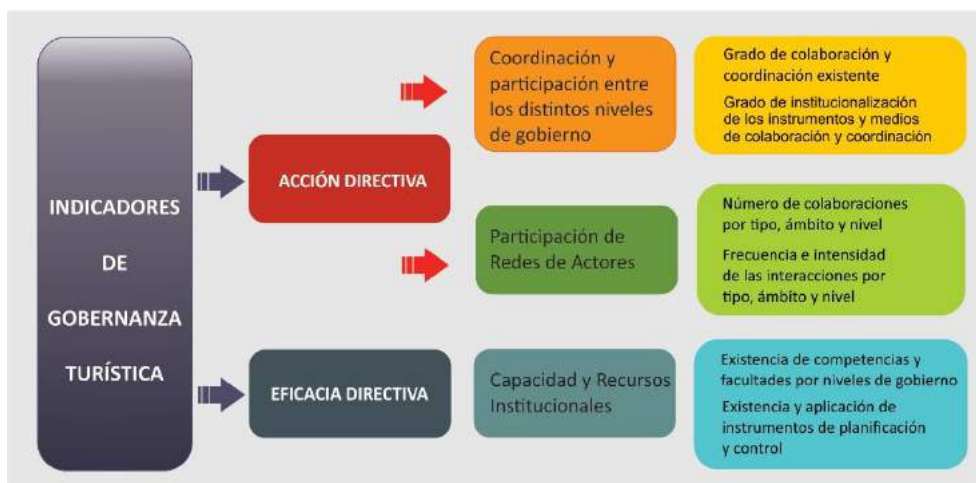 INDICADORES
DE
GOBERNANZA
TURÍSTICA
ACCIÓN DIRECTIVA
Coordinación y
participación entre
los distintos niveles
de gobierno
Grado de colaboración y
coordinación existente
Grado de institucionalización
de los instrumentos y medios
de colaboración y coordinación
Participación de
Redes de Actores
Número de colaboraciones
por tipo, ámbito y nivel
Frecuencia e intensidad
de las interacciones por
tipo, ámbito y nivel
EFICACIA DIRECTIVA
Capacidad y Recursos
Institucionales
Existencia de competencias y
facultades por niveles de gobierno
Existencia y aplicación de
instrumentos de planificación
y control